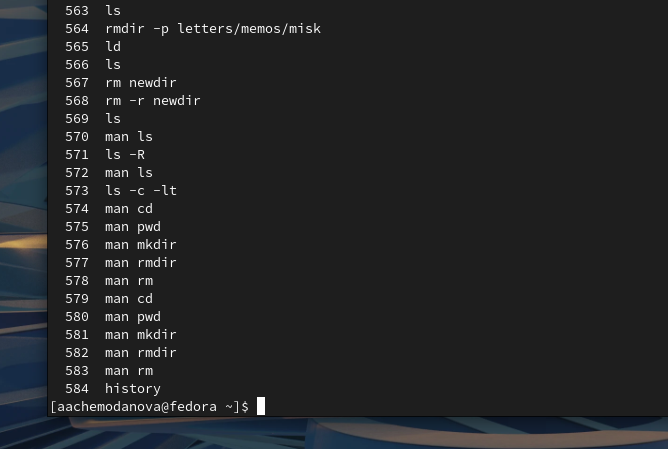 563 ls
564 rmdir -p letters/memos/misk
565 ld
566 ls
567 rm newdir
568 rm -r newdir
569 ls
570 man ls
571 ls -R
572 man ls
573 ls -c -lt
574 man cd
575 man pwd
576 man mkdir
577 man rmdir
578 man rm
579 man cd
580 man pwd
581 man mkdir
582 man rmdir
583 man rm
584 history
[aachemodanova@fedora ~]$